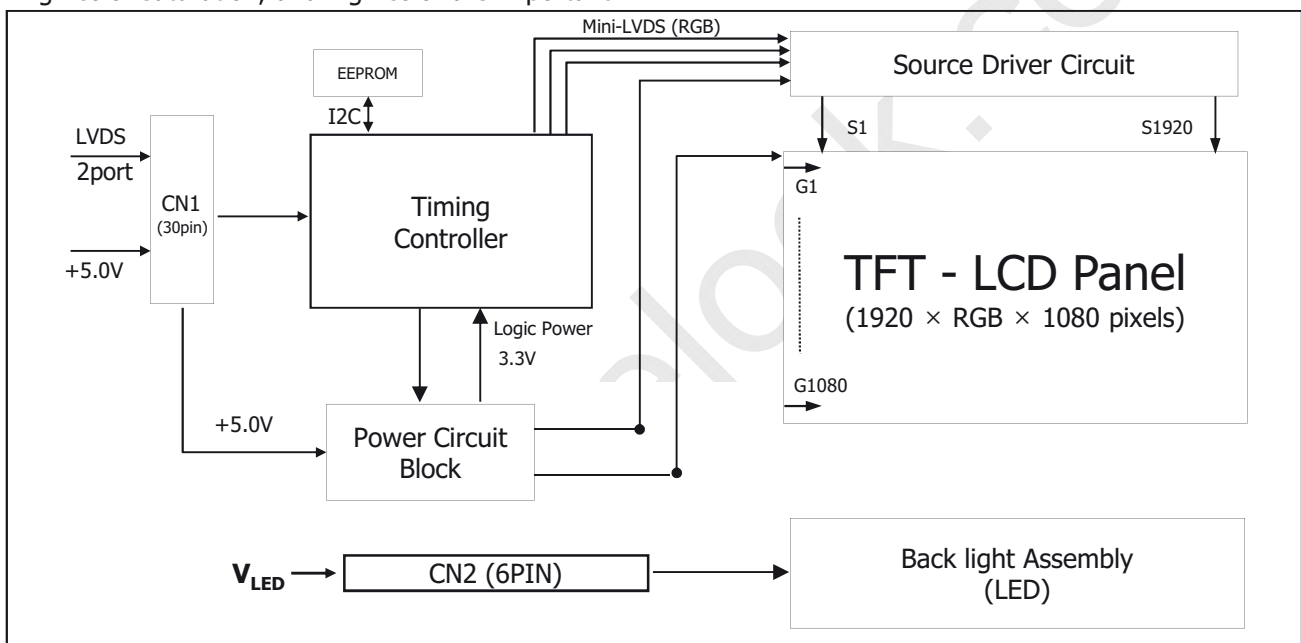 Mini-LVDS (RGB)
EEPROM
I2C
Source Driver Circuit
S1
S1920
LVDS
2port
CN1
(30pin)
+5.0V
Timing
Controller
G1
TFT - LCD Panel
(1920 × RGB × 1080 pixels)
G1080
Logic Power
3.3V
+5.0V
Power Circuit
Block
VLED
CN2 (6PIN)
Back light Assembly
(LED)